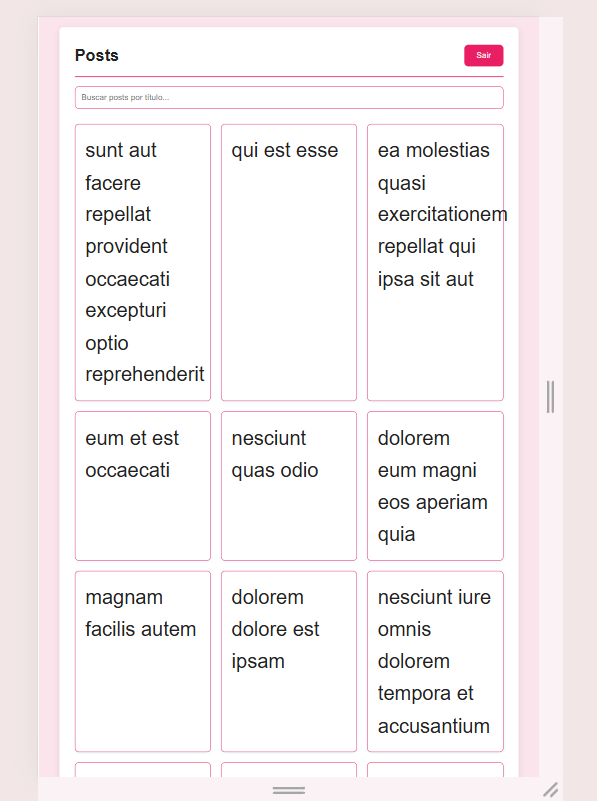 Posts
Sair
Buscar posts por título...
sunt aut
facere
repellat
provident
occaecati
excepturi
optio
reprehenderit
qui est esse
ea molestias
quasi
exercitationem
repellat qui
ipsa sit aut
eum et est
occaecati
nesciunt
quas odio
dolorem
eum magni
eos aperiam
quia
magnam
facilis autem
dolorem
dolore est
ipsam
nesciunt iure
omnis
dolorem
tempora et
accusantium